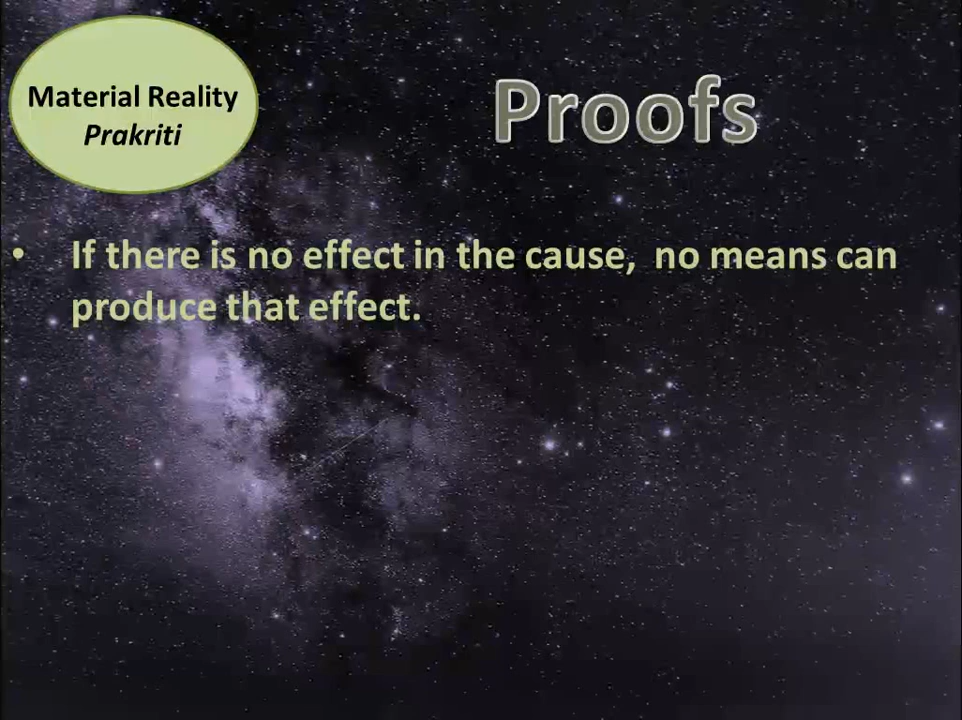 Material Reality
Prakriti
Proofs
• If there is no effect in the cause, no means can
produce that effect.